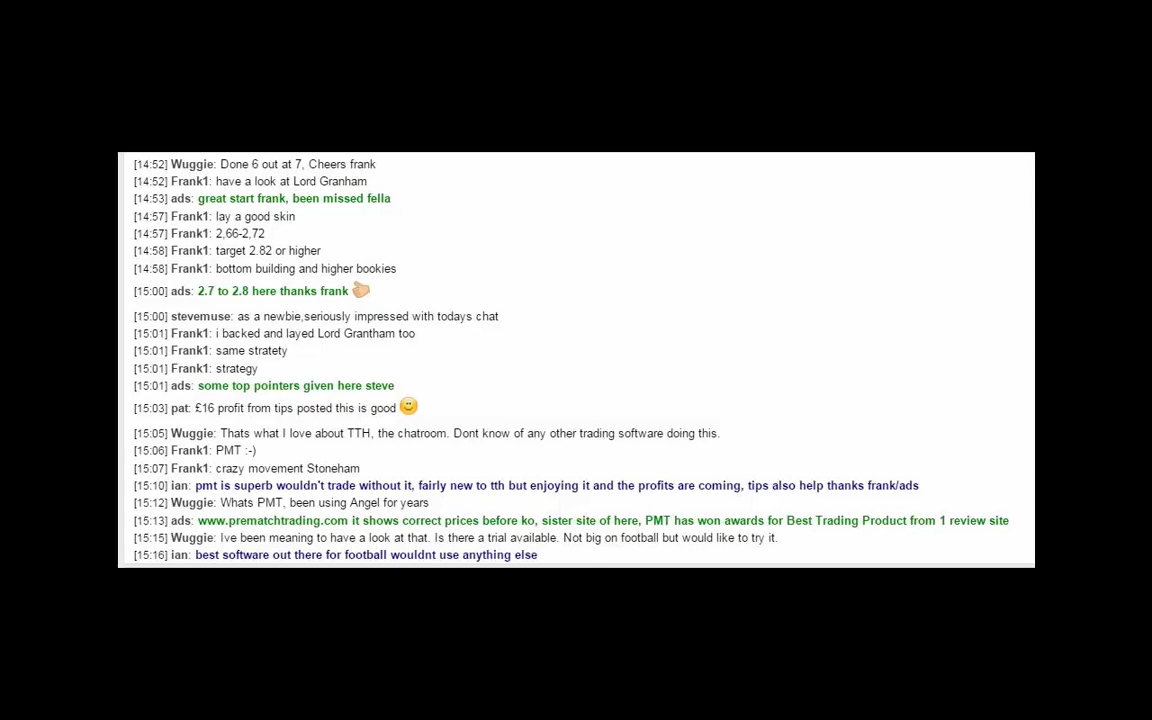 [14:52] Wuggie: Done 6 out at 7, Cheers frank
[14:52] Frank1: have a look at Lord Granham
[14:53] ads: great start frank, been missed fella
[14:57] Frank1: lay a good skin
[14:57] Frank1: 2,66-2,72
[14:58] Frank1: target 2.82 or higher
[14:58] Frank1: bottom building and higher bookies
[15:00] ads: 2.7 to 2.8 here thanks frank
[15:00] stevemuse: as a newbie,seriously impressed with todays chat
[15:01] Frank1: i backed and layed Lord Grantham too
[15:01] Frank1: same stratety
[15:01] Frank1: strategy
[15:01] ads: some top pointers given here steve
[15:03] pat: £16 profit from tips posted this is good
[15:05] Wuggie: Thats what I love about TTH, the chatroom. Dont know of any other trading software doing this.
[15:06] Frank1: PMT :-)
[15:07] Frank1: crazy movement Stoneham
[15:10] ian: pmt is superb wouldn't trade without it, fairly new to tth but enjoying it and the profits are coming, tips also help thanks frank/ads
[15:12] Wuggie: Whats PMT, been using Angel for years
[15:13] ads: www.prematchtrading.com it shows correct prices before ko, sister site of here, PMT has won awards for Best Trading Product from 1 review site
[15:15] Wuggie: Ive been meaning to have a look at that. Is there a trial available. Not big on football but would like to try it.
[15:16] ian: best software out there for football wouldnt use anything else